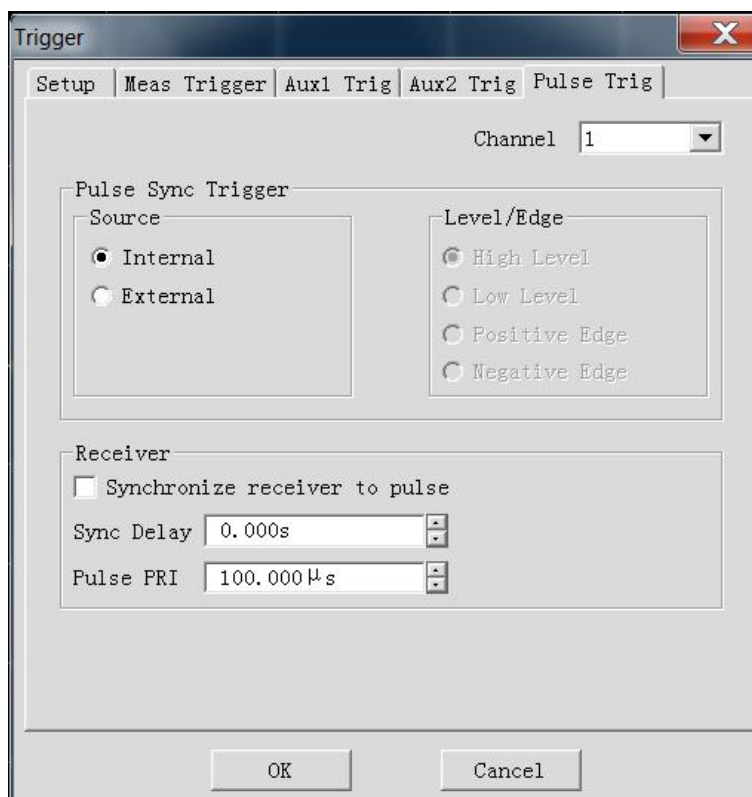 Trigger
Setup Meas Trigger Aux1 Trig Aux2 Trig Pulse Trig
Channel 1
Pulse Sync Trigger
Source Level/Edge
Internal High Level
External Low Level
Positive Edge
Negative Edge
Receiver
Synchronize receiver to pulse
Sync Delay 0.000s
Pulse PRI 100.000μs
OK Cancel